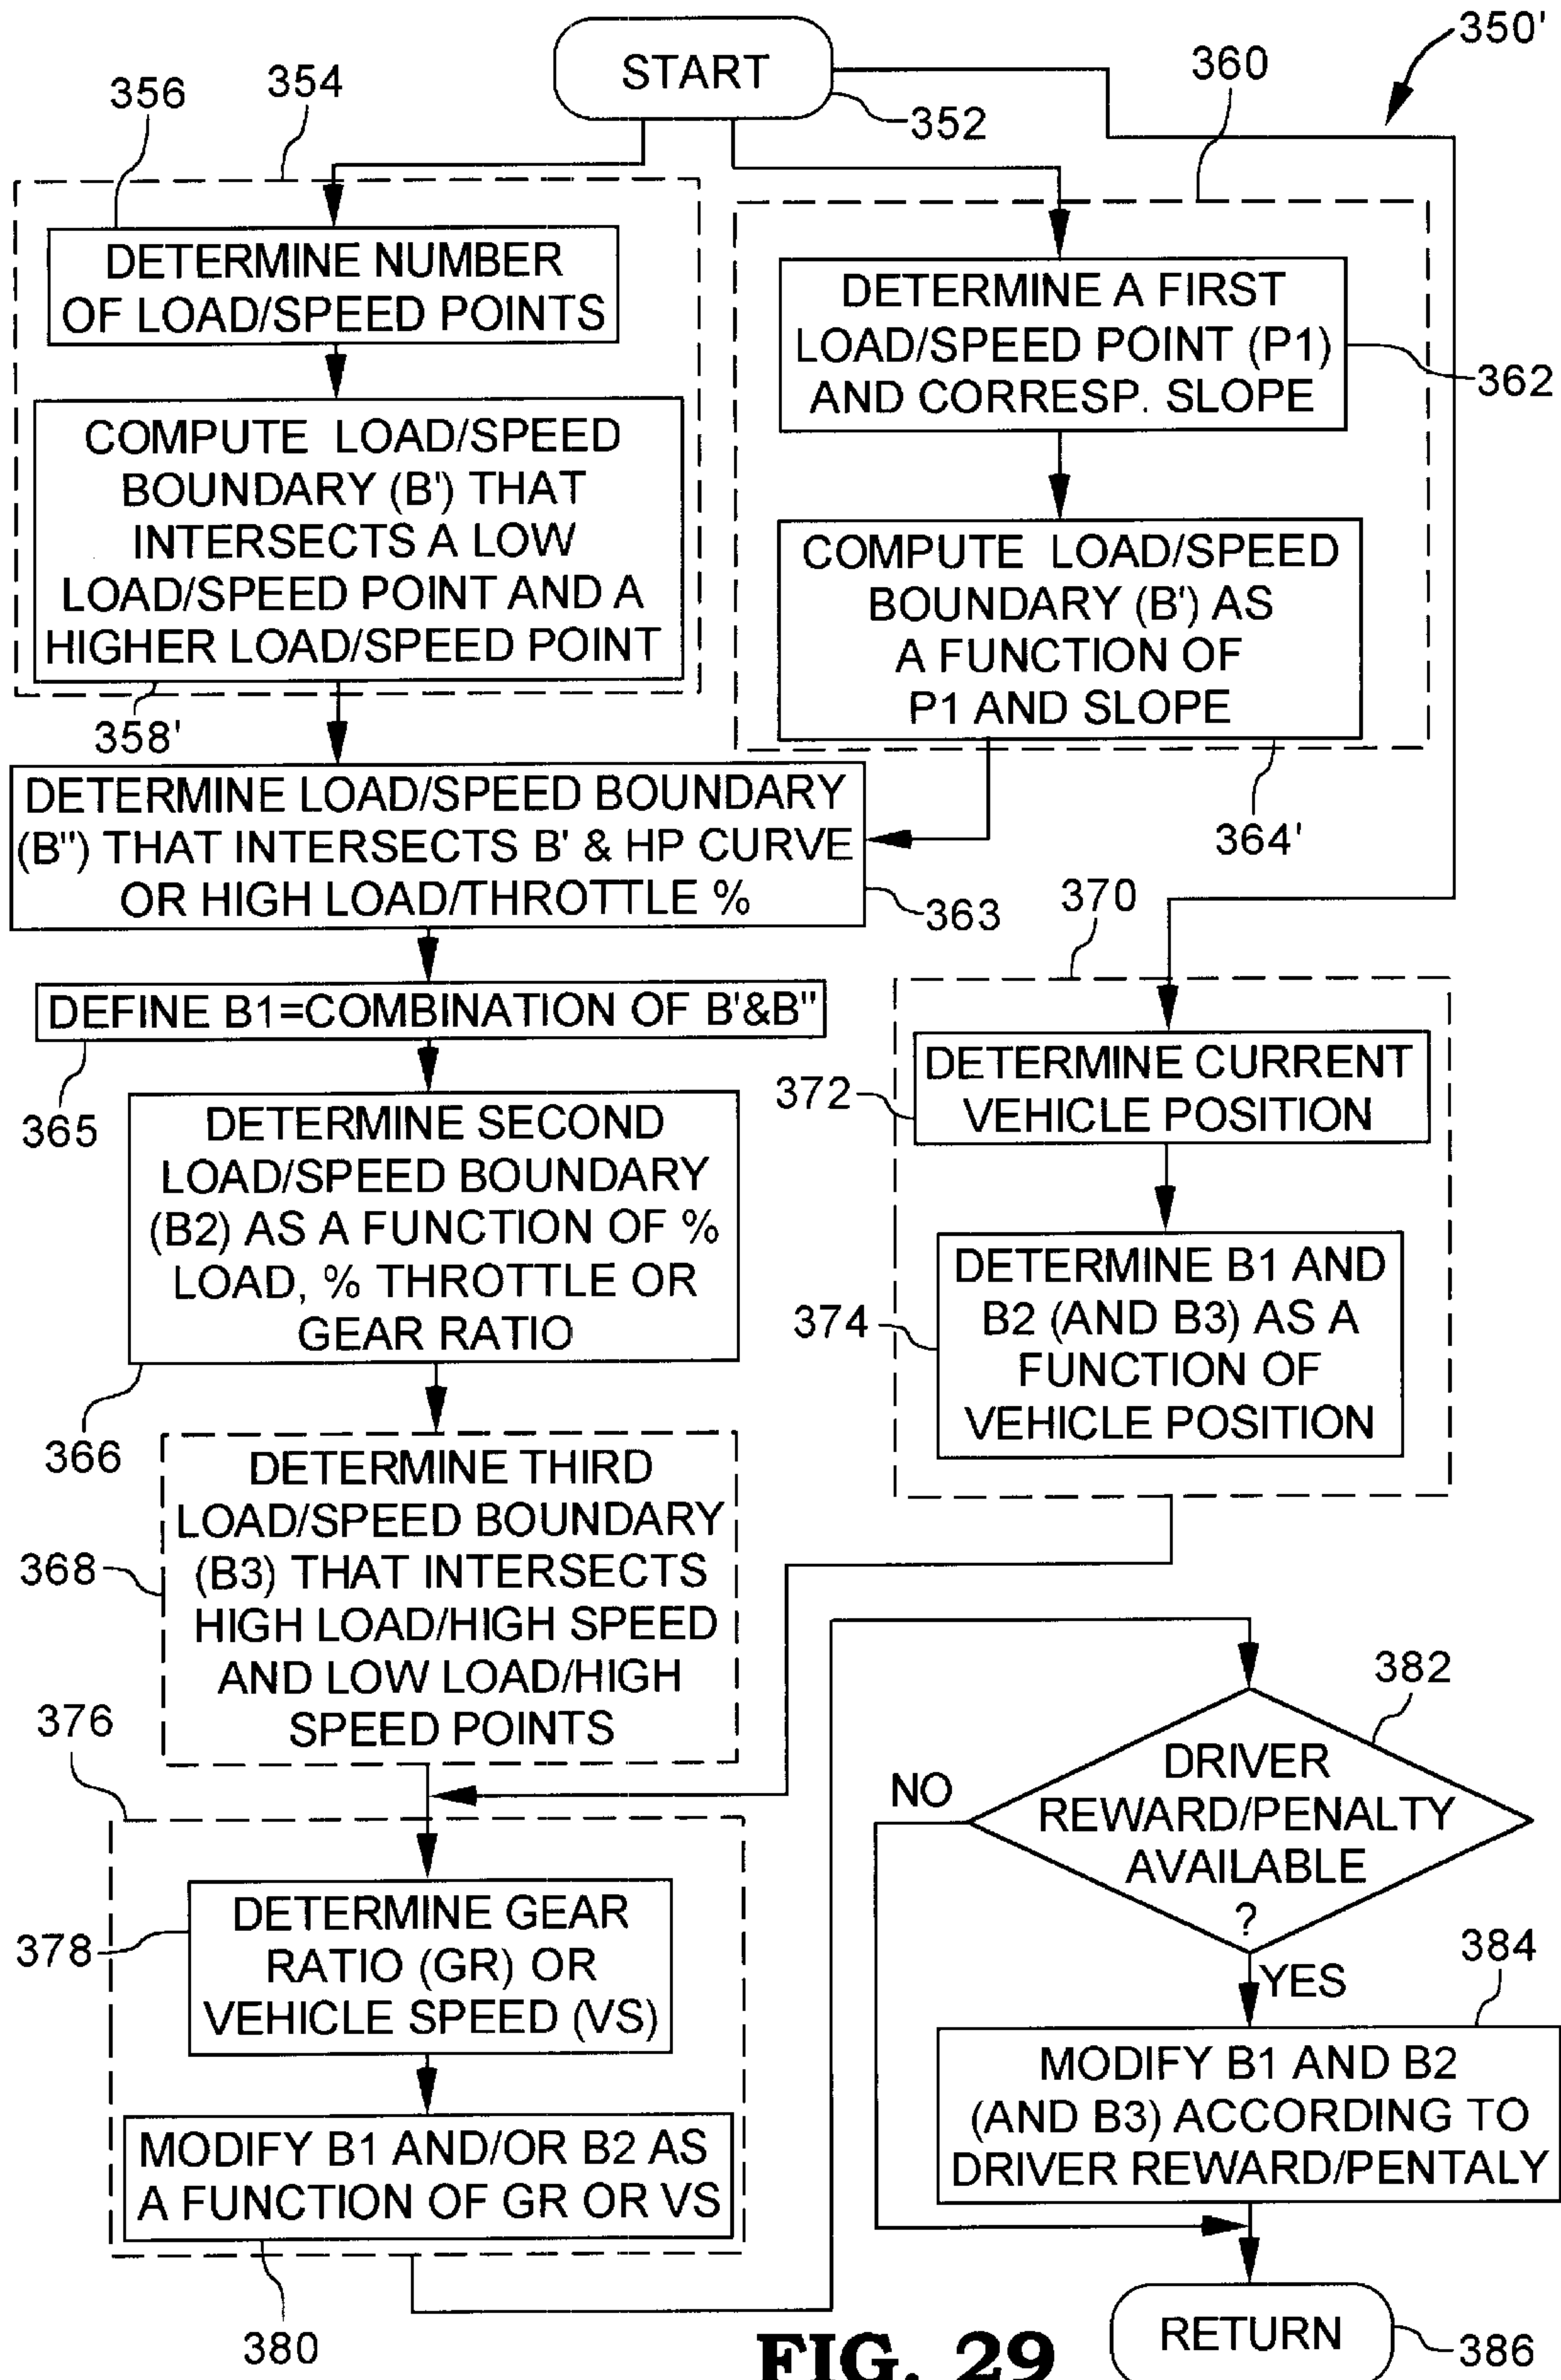 350'
START
352
354
356
360
DETERMINE NUMBER
OF LOAD/SPEED POINTS
COMPUTE LOAD/SPEED
BOUNDARY (B') THAT
INTERSECTS A LOW
LOAD/SPEED POINT AND A
HIGHER LOAD/SPEED POINT
358'
DETERMINE A FIRST
LOAD/SPEED POINT (P1)
AND CORRESP. SLOPE
362
COMPUTE LOAD/SPEED
BOUNDARY (B') AS
A FUNCTION OF
P1 AND SLOPE
364'
DETERMINE LOAD/SPEED BOUNDARY
(B") THAT INTERSECTS B' & HP CURVE
OR HIGH LOAD/THROTTLE %
363
DEFINE B1=COMBINATION OF B'&B"
365
DETERMINE SECOND
LOAD/SPEED BOUNDARY
(B2) AS A FUNCTION OF %
LOAD, % THROTTLE OR
GEAR RATIO
366
370
DETERMINE CURRENT
VEHICLE POSITION
372
DETERMINE B1 AND
B2 (AND B3) AS A
FUNCTION OF
VEHICLE POSITION
374
DETERMINE THIRD
LOAD/SPEED BOUNDARY
(B3) THAT INTERSECTS
HIGH LOAD/HIGH SPEED
AND LOW LOAD/HIGH
SPEED POINTS
368
376
DETERMINE GEAR
RATIO (GR) OR
VEHICLE SPEED (VS)
378
MODIFY B1 AND/OR B2 AS
A FUNCTION OF GR OR VS
380
382
DRIVER
REWARD/PENALTY
AVAILABLE
?
NO
YES
384
MODIFY B1 AND B2
(AND B3) ACCORDING TO
DRIVER REWARD/PENTALY
RETURN
386
FIG. 29